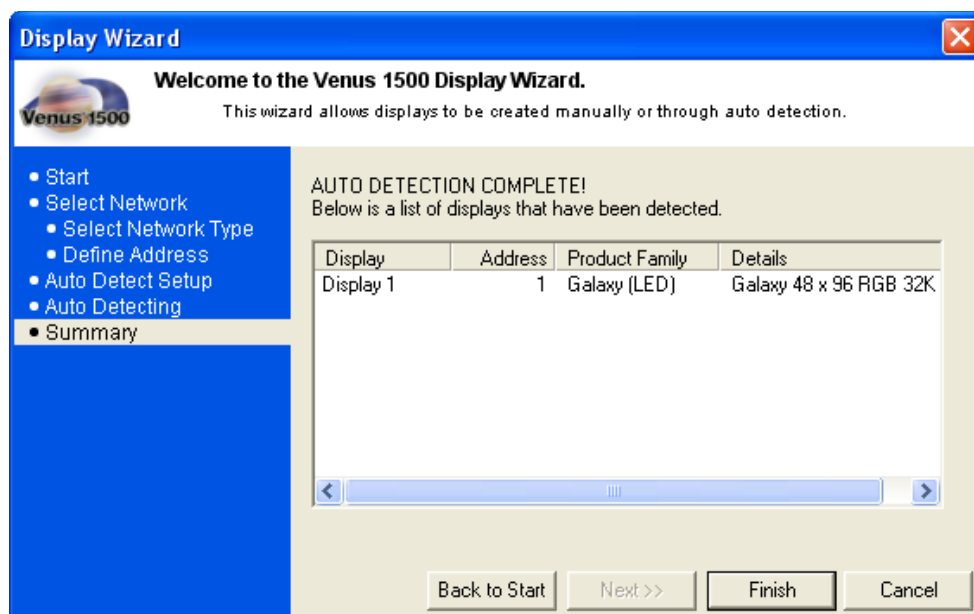 Display Wizard
Welcome to the Venus 1500 Display Wizard.
Venus 1500
This wizard allows displays to be created manually or through auto detection.
Start
Select Network
Select Network Type
Define Address
Auto Detect Setup
Auto Detecting
Summary
AUTO DETECTION COMPLETE!
Below is a list of displays that have been detected.
Display Address Product Family Details
Display 1 1 Galaxy (LED) Galaxy 48 x 96 RGB 32K
Back to Start Next >> Finish Cancel